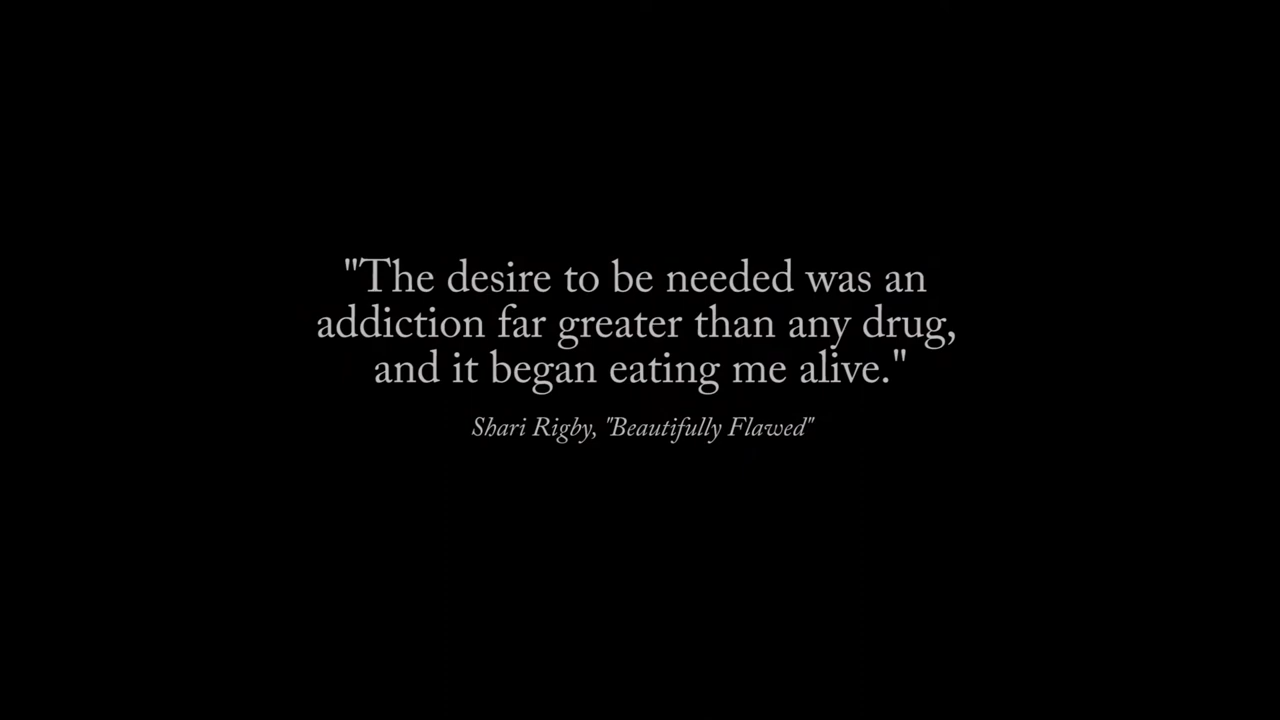 "The desire to be needed was an
addiction far greater than any drug,
and it began eating me alive."
Shari Rigby, "Beautifully Flawed"